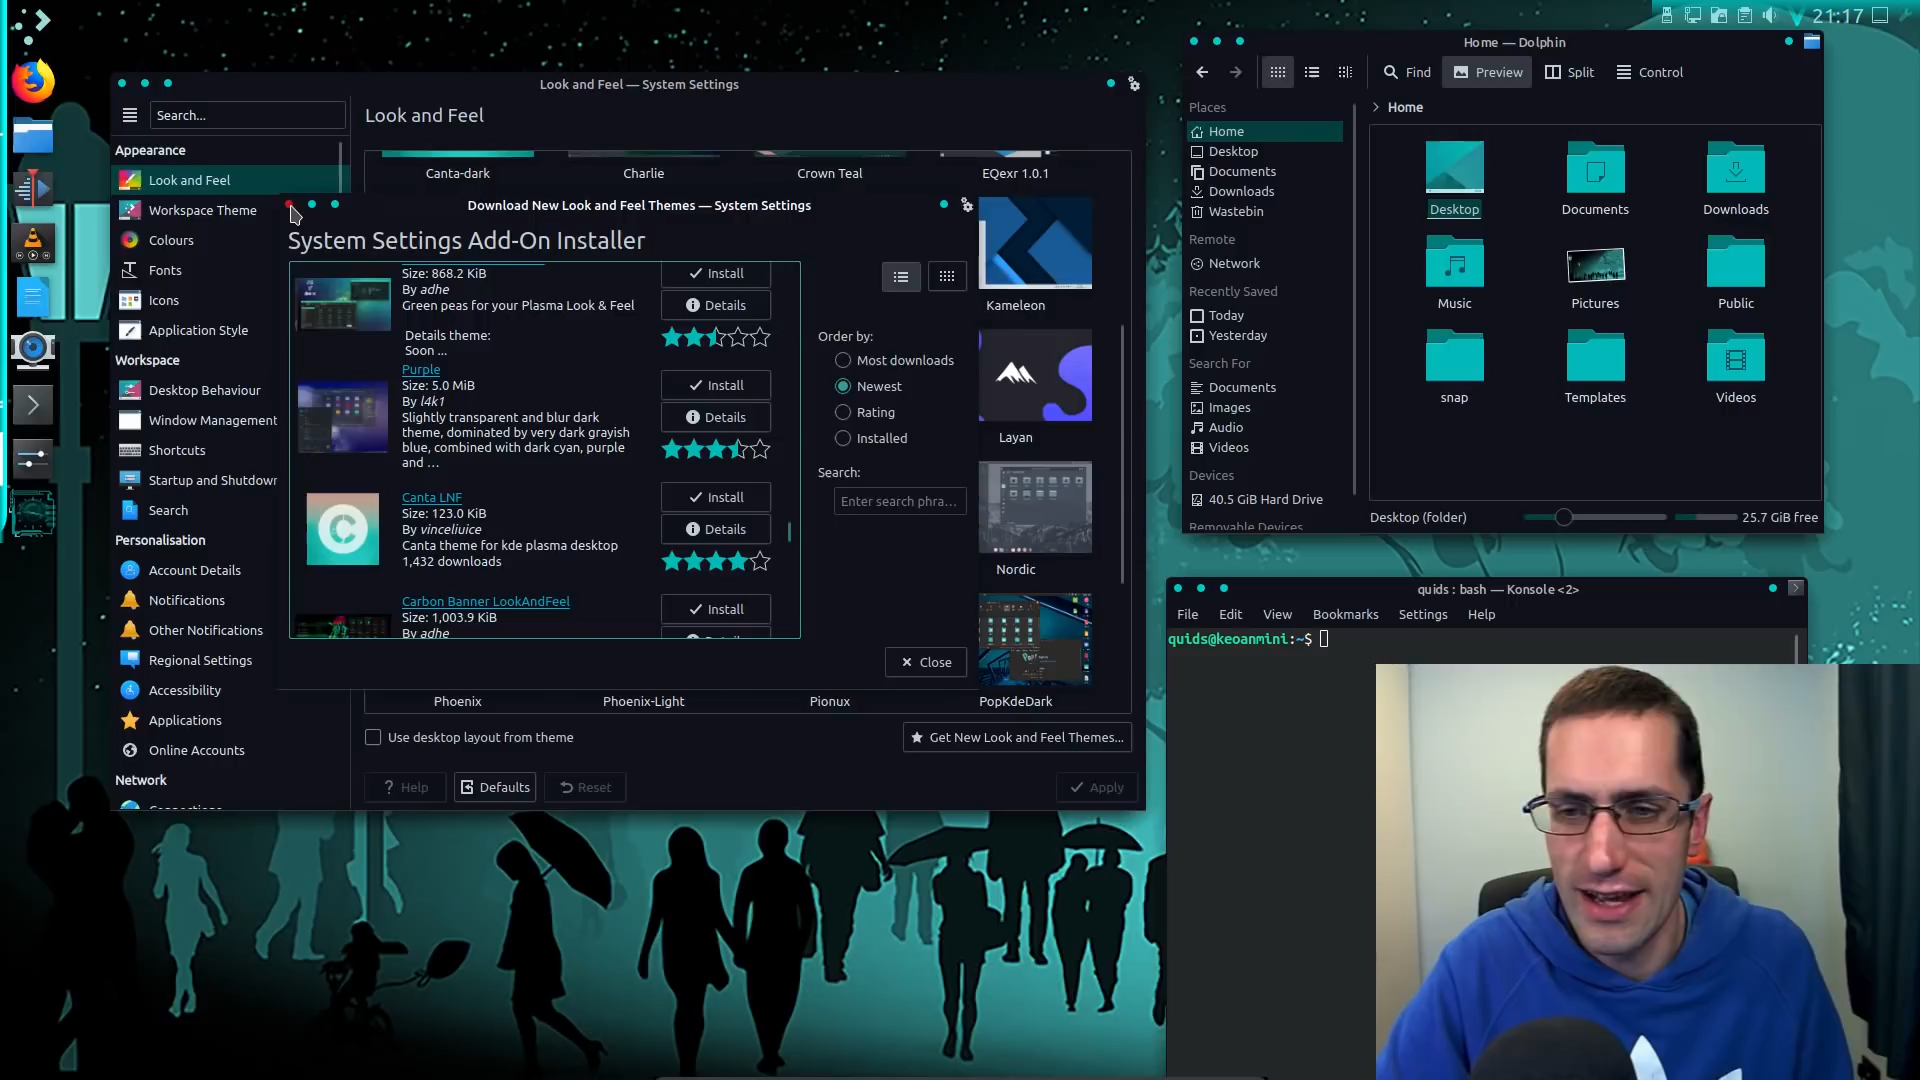 21:17
Look and Feel — System Settings
Search...
Look and Feel
Appearance
Look and Feel
Workspace Theme
Colours
Fonts
Icons
Application Style
Workspace
Desktop Behaviour
Window Management
Shortcuts
Startup and Shutdown
Search
Personalisation
Account Details
Notifications
Other Notifications
Regional Settings
Accessibility
Applications
Online Accounts
Network
Canta-dark
Charlie
Crown Teal
EQexr 1.0.1
Kameleon
Layan
Nordic
Phoenix
Phoenix-Light
Pionux
PopKdeDark
Use desktop layout from theme
Get New Look and Feel Themes...
Help
Defaults
Reset
Apply
Download New Look and Feel Themes — System Settings
System Settings Add-On Installer
Size: 868.2 KiB
By adhe
Green peas for your Plasma Look & Feel
Details theme:
Soon ...
Install
Details
Purple
Size: 5.0 MiB
By l4k1
Slightly transparent and blur dark
theme, dominated by very dark grayish
blue, combined with dark cyan, purple
and ...
Install
Details
Canta LNF
Size: 123.0 KiB
By vinceliuice
Canta theme for kde plasma desktop
1,432 downloads
Install
Details
Carbon Banner LookAndFeel
Size: 1,003.9 KiB
By adhe
Install
Order by:
Most downloads
Newest
Rating
Installed
Search:
Enter search phra...
Close
Home — Dolphin
Find
Preview
Split
Control
Places
Home
Desktop
Documents
Downloads
Wastebin
Remote
Network
Recently Saved
Today
Yesterday
Search For
Documents
Images
Audio
Videos
Devices
40.5 GiB Hard Drive
Removable Devices
Home
Desktop
Documents
Downloads
Music
Pictures
Public
snap
Templates
Videos
Desktop (folder)
25.7 GiB free
quids : bash — Konsole <2>
File Edit View Bookmarks Settings Help
quids@keoanmini:~$